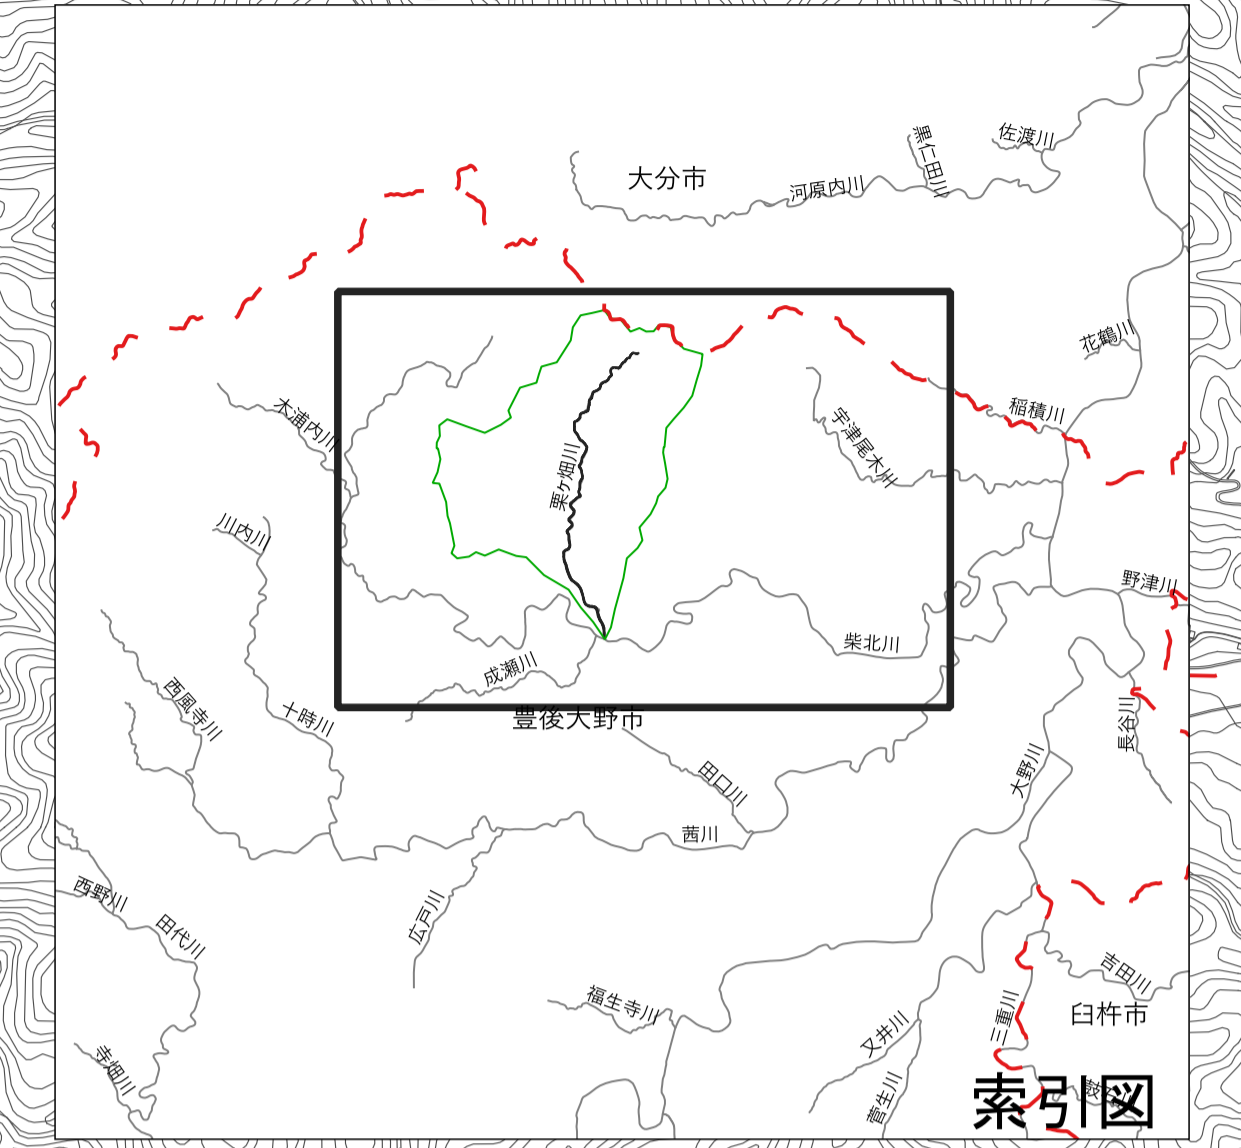 佐渡川
黒仁田川
大分市
河原内川
花鶴川
稲積川
木浦内川
宇津尾木川
栗ヶ畑川
川内川
野津川
柴北川
成瀬川
西風寺川
十時川
豊後大野市
長谷川
大野川
田口川
茜川
西野川
広戸川
田代川
吉田川
福生寺川
三重川
臼杵市
又井川
寺畑川
菅生川
索引図